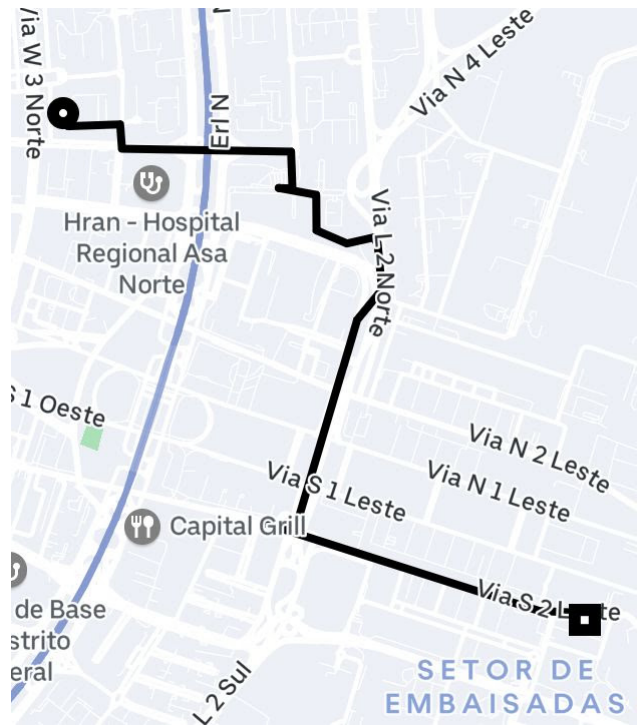 Via W 3 Norte
Erl N
Via N 4 Leste
Hran - Hospital
Regional Asa
Norte
Via L 2 Norte
S 1 Oeste
Via N 2 Leste
Via N 1 Leste
Via S 1 Leste
Capital Grill
Via S 2 Leste
de Base
strito
eral
L 2 Sul
SETOR DE
EMBAISADAS